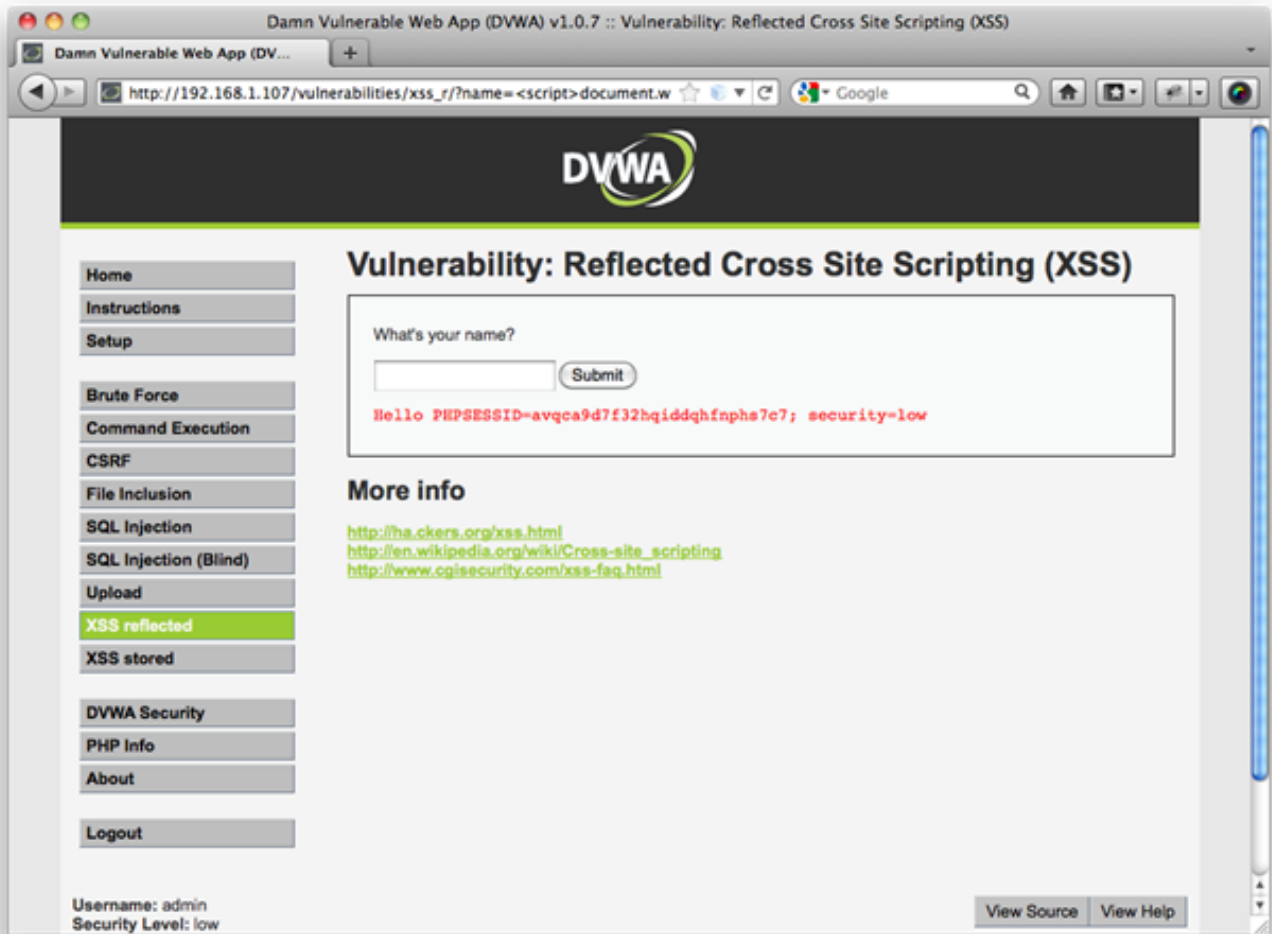 Damn Vulnerable Web App (DVWA) v1.0.7 :: Vulnerability: Reflected Cross Site Scripting (XSS)
Damn Vulnerable Web App (DV...
http://192.168.1.107/vulnerabilities/xss_r/?name=<script>document.w
Google
DVWA
Home
Instructions
Setup
Brute Force
Command Execution
CSRF
File Inclusion
SQL Injection
SQL Injection (Blind)
Upload
XSS reflected
XSS stored
DVWA Security
PHP Info
About
Logout
Vulnerability: Reflected Cross Site Scripting (XSS)
What's your name?
Submit
Hello PHPSESSID=avqca9d7f32hqiddqhfnphs7c7; security=low
More info
http://ha.ckers.org/xss.html
http://en.wikipedia.org/wiki/Cross-site_scripting
http://www.cgisecurity.com/xss-faq.html
Username: admin
Security Level: low
View Source
View Help